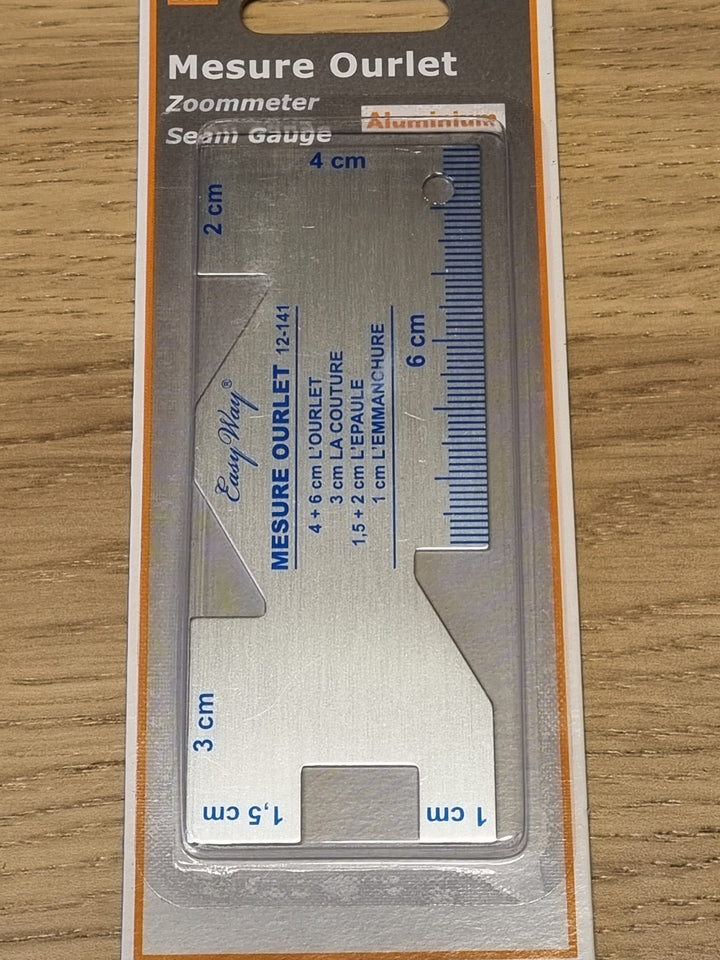 Mesure Ourlet
Zoommeter
Seam Gauge
Aluminium
4 cm
2 cm
6 cm
Easy Way®
MESURE OURLET 12-141
4 + 6 cm L'OURLET
3 cm LA COUTURE
1,5 + 2 cm L'EPAULE
1 cm L'EMMANCHURE
3 cm
1,5 cm
1 cm